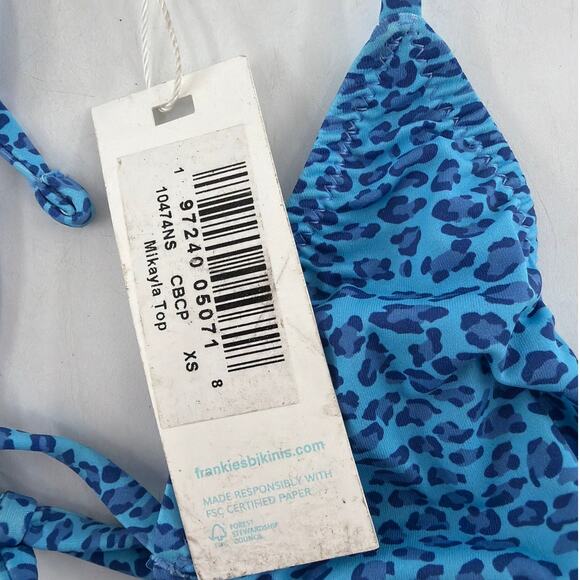 1 97240 05071 8
10474NS CBCP XS
Mikayla Top
frankiesbikinis.com
MADE RESPONSIBLY WITH
FSC CERTIFIED PAPER.
FSC
FOREST
STEWARDSHIP
COUNCIL